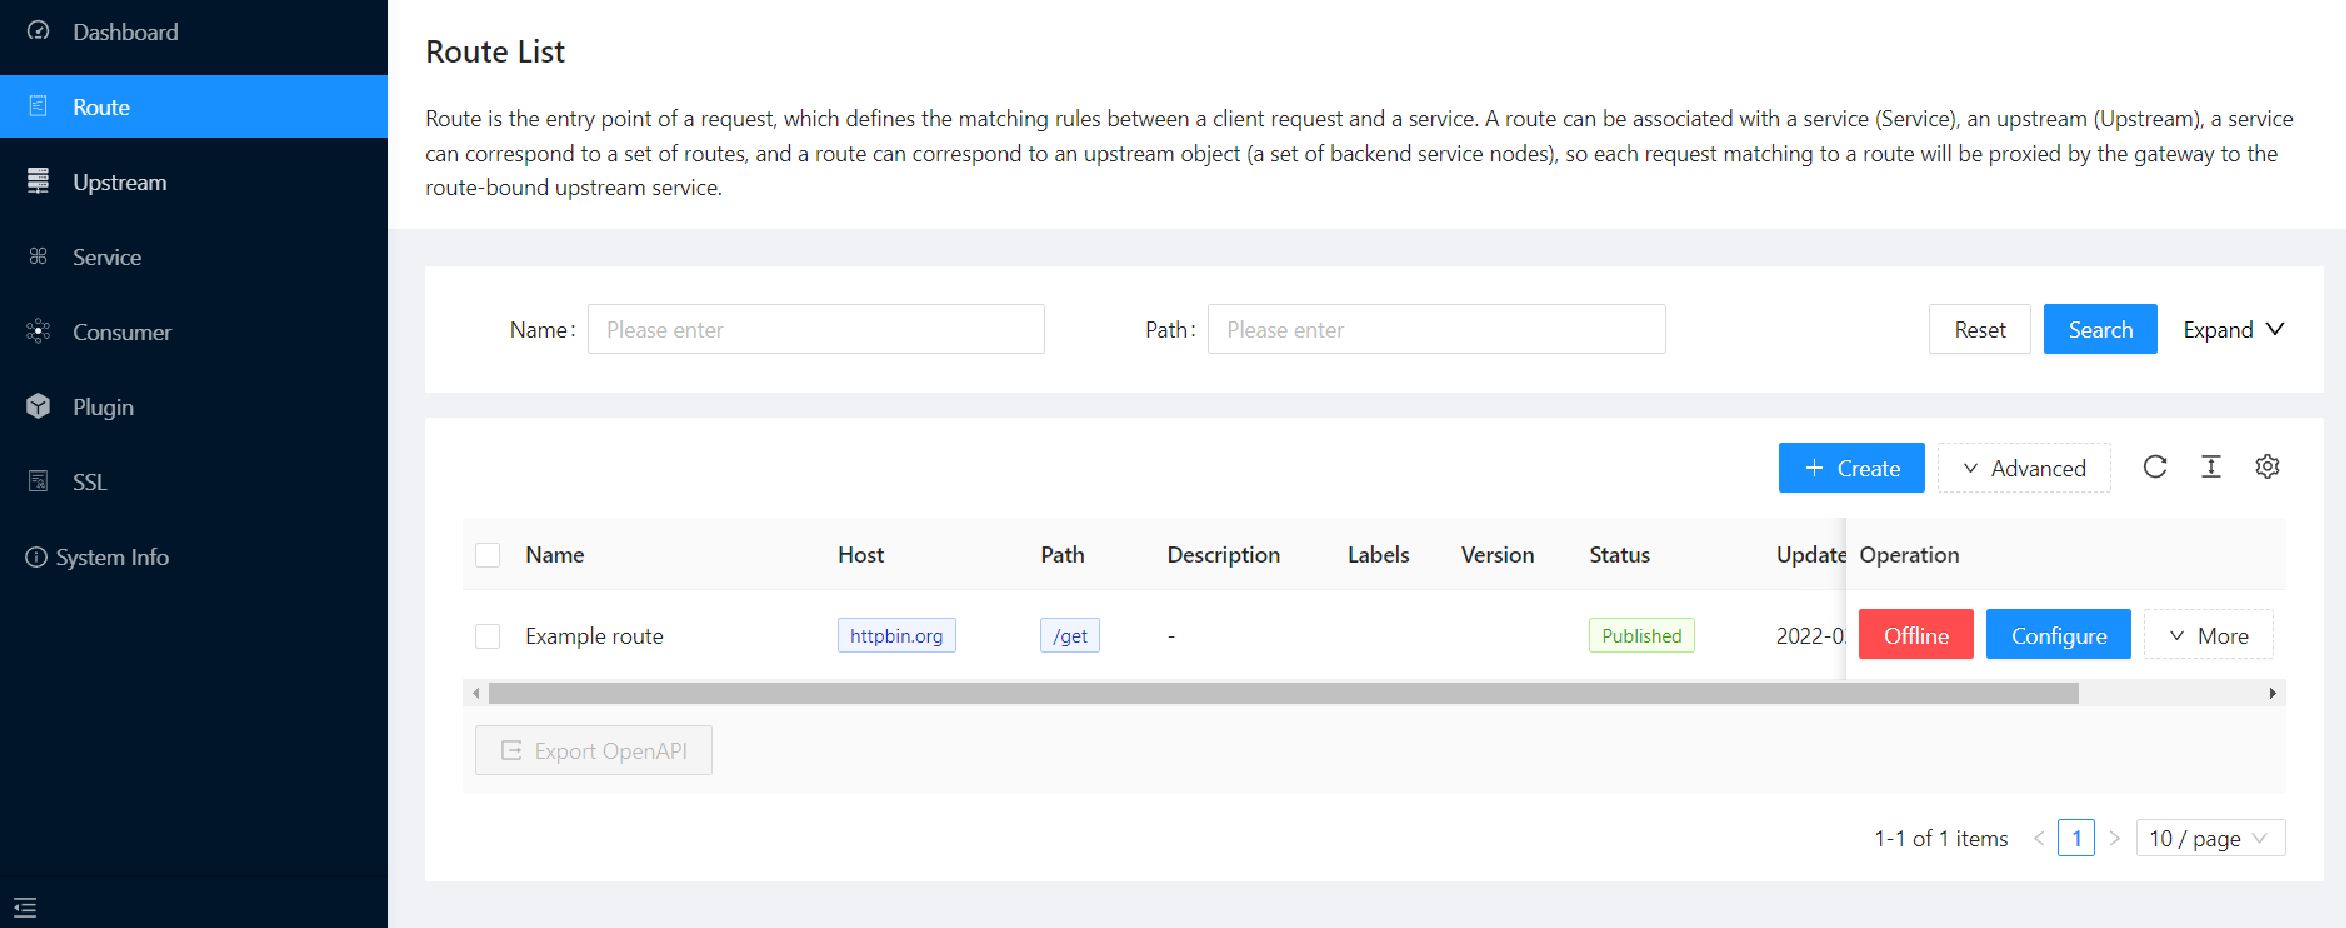 Dashboard
Route
Upstream
Service
Consumer
Plugin
SSL
System Info
Route List
Route is the entry point of a request, which defines the matching rules between a client request and a service. A route can be associated with a service (Service), an upstream (Upstream), a service
can correspond to a set of routes, and a route can correspond to an upstream object (a set of backend service nodes), so each request matching to a route will be proxied by the gateway to the
route-bound upstream service.
Name: Please enter Path: Please enter Reset Search Expand
+ Create Advanced
Name Host Path Description Labels Version Status Update Operation
Example route httpbin.org /get - Published 2022-0 Offline Configure More
Export OpenAPI
1-1 of 1 items < 1 > 10 / page